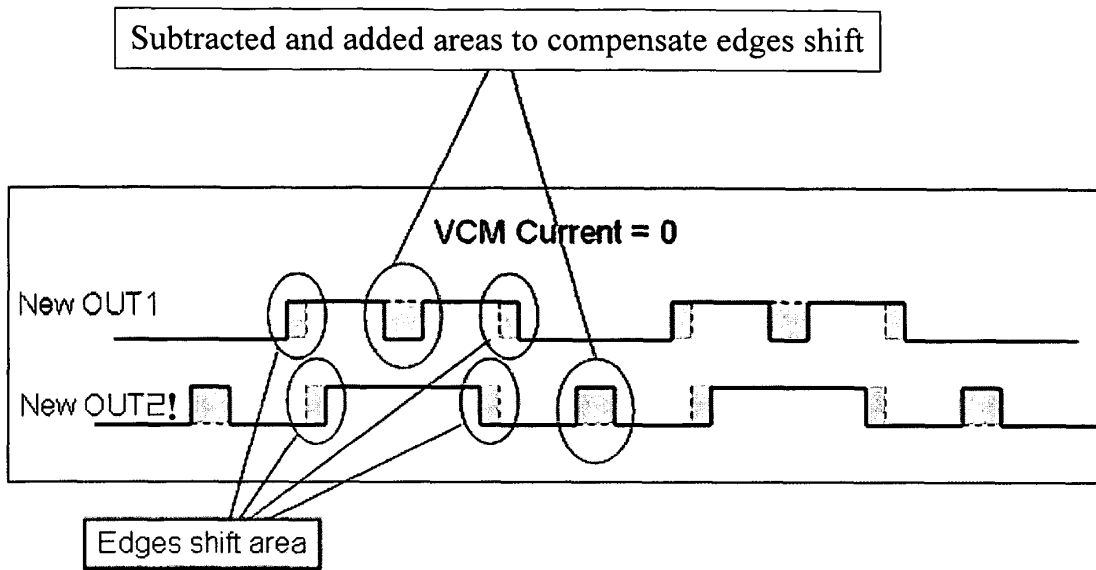 Subtracted and added areas to compensate edges shift
VCM Current = 0
New OUT1
New OUT2!
Edges shift area